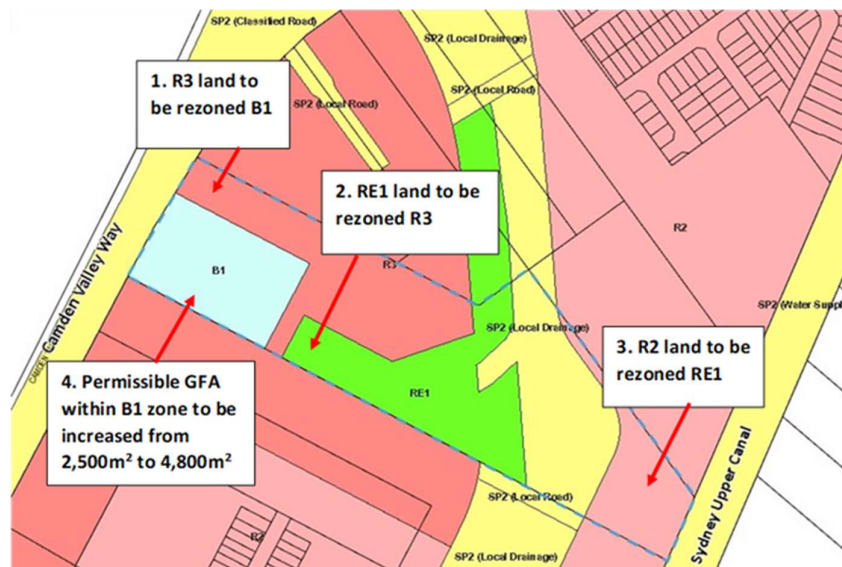 SP2 (Classified Road)
SP2 (Local Drainage)
1. R3 land to
be rezoned B1
SP2 (Local Road)
SP2 (Local Road)
2. RE1 land to be
rezoned R3
R2
Camden Valley Way
B1
R3
SP2 (Water Supply
SP2 (Local Drainage)
3. R2 land to be
rezoned RE1
CAMDEN
4. Permissible GFA
within B1 zone to be
increased from
2,500m² to 4,800m²
RE1
SP2 (Local Road)
Sydney Upper Canal
R2
SP2 (Local Drainage)